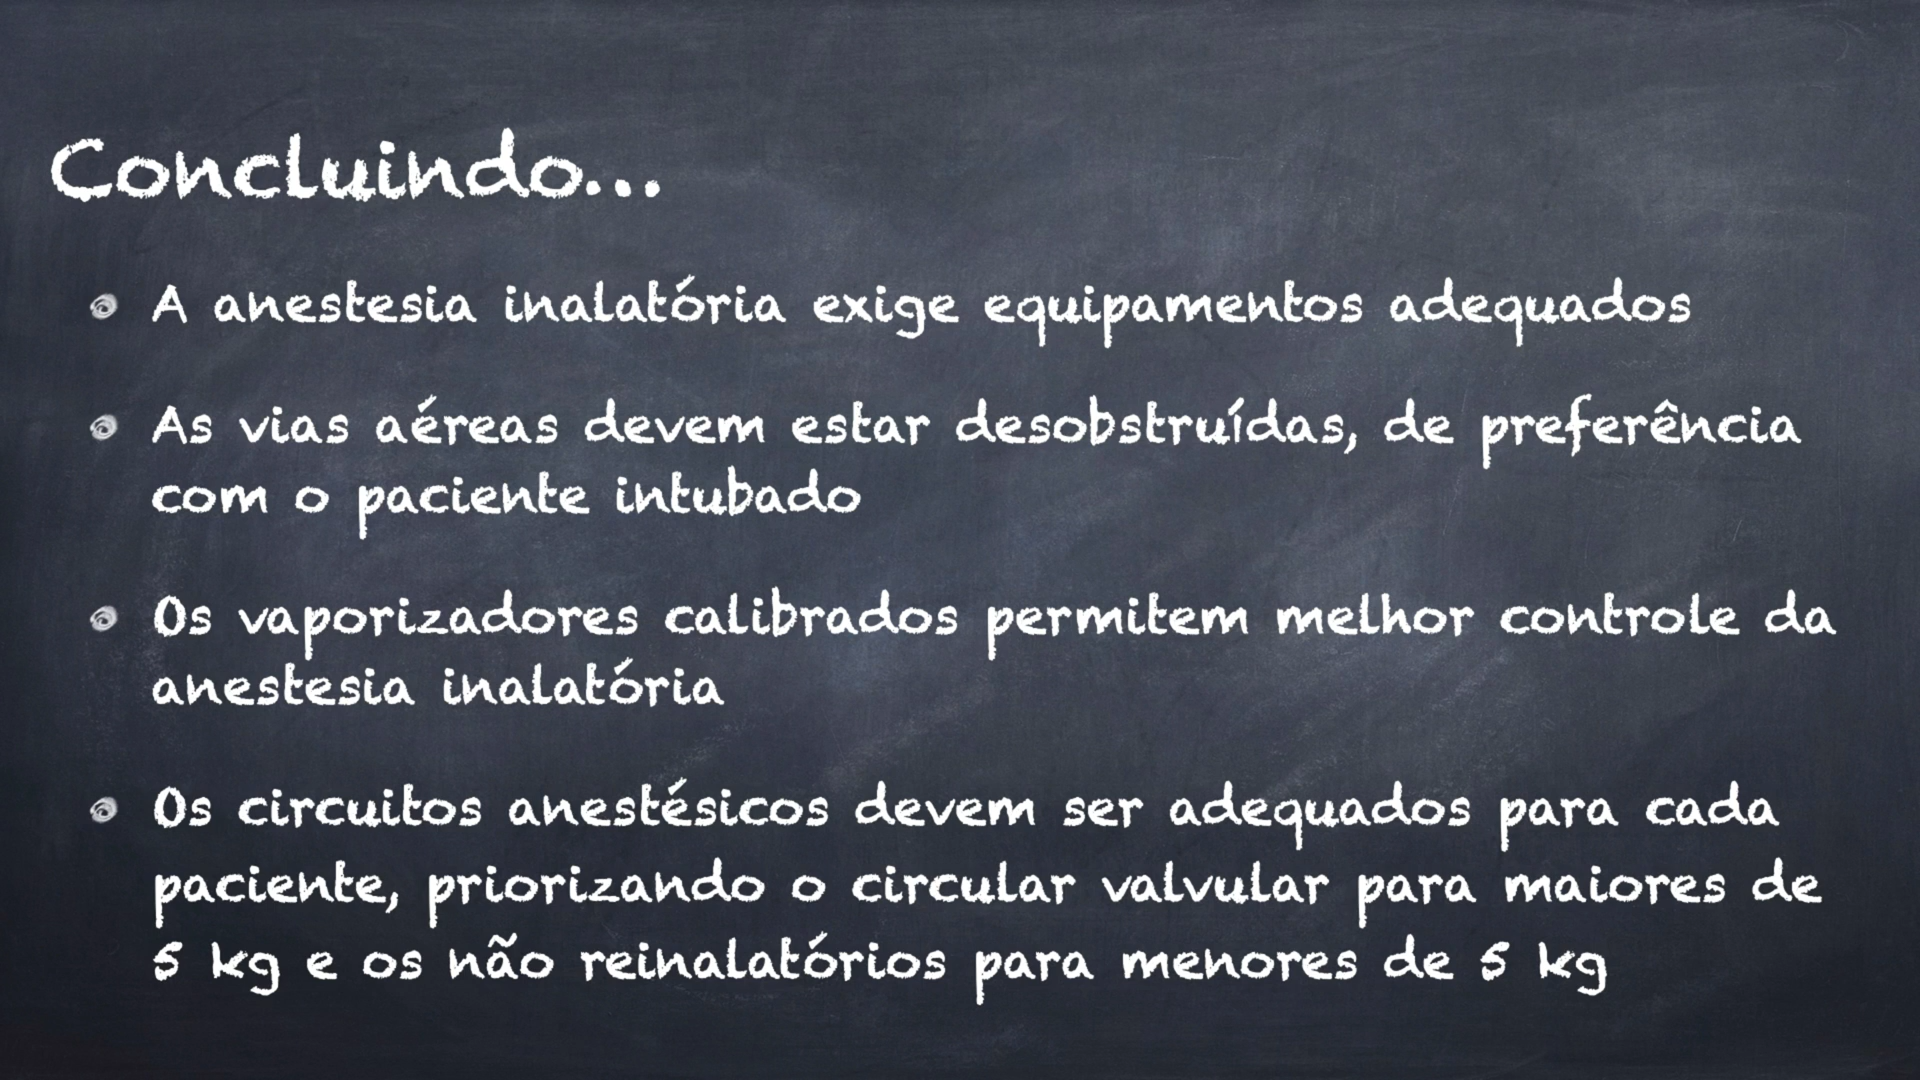 Concluindo...
A anestesia inalatória exige equipamentos adequados
As vias aéreas devem estar desobstruídas, de preferência
com o paciente intubado
Os vaporizadores calibrados permitem melhor controle da
anestesia inalatória
Os circuitos anestésicos devem ser adequados para cada
paciente, priorizando o circular valvular para maiores de
5 kg e os não reinalatórios para menores de 5 kg